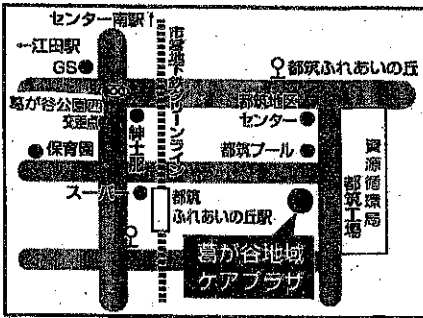 センター南駅↑
←江田駅
GS
市営地下鉄グリーンライン
都筑ふれあいの丘
葛が谷公園西
交差点
都筑地区
センター
紳士服
保育園
都筑プール
資源循環局
都筑工場
スーパー
都筑
ふれあいの丘駅
葛が谷地域
ケアプラザ